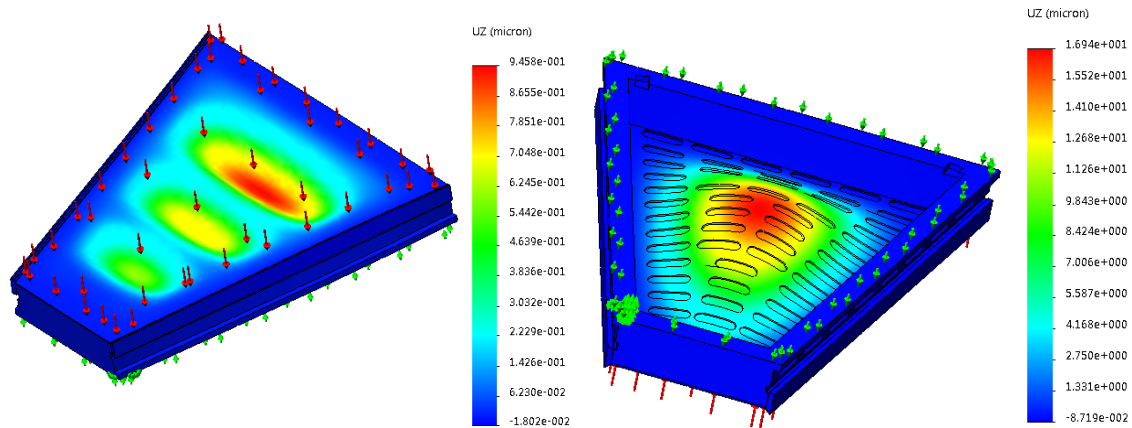 UZ (micron)
9.458e-001
8.655e-001
7.851e-001
7.048e-001
6.245e-001
5.442e-001
4.639e-001
3.836e-001
3.032e-001
2.229e-001
1.426e-001
6.230e-002
-1.802e-002
UZ (micron)
1.694e+001
1.552e+001
1.410e+001
1.268e+001
1.126e+001
9.843e+000
8.424e+000
7.006e+000
5.587e+000
4.168e+000
2.750e+000
1.331e+000
-8.719e-002